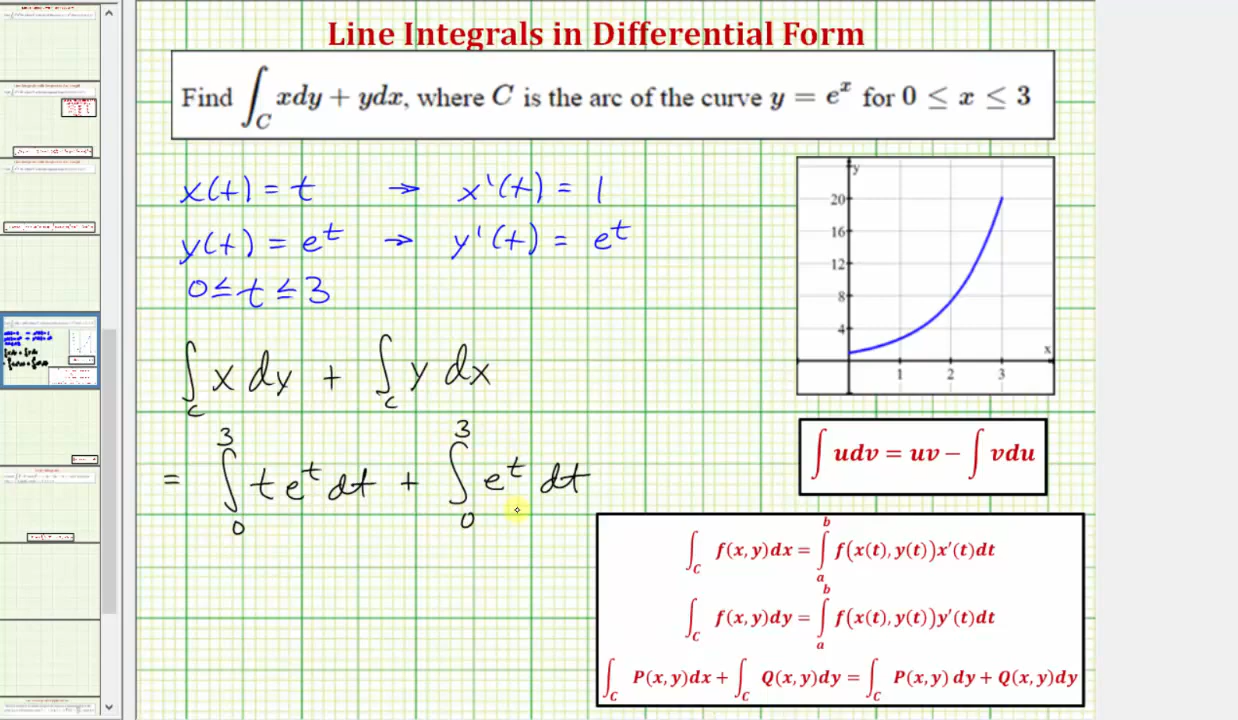 Line Integrals in Differential Form
Find ∫_C xdy + ydx, where C is the arc of the curve y = e^x for 0 ≤ x ≤ 3
x(t) = t → x'(t) = 1
y(t) = e^t → y'(t) = e^t
0 ≤ t ≤ 3
∫_C x dy + ∫_C y dx
= ∫_0^3 t e^t dt + ∫_0^3 e^t dt
y
20
16
12
8
4
x
1 2 3
∫ udv = uv − ∫ vdu
∫_C f(x, y)dx = ∫_a^b f(x(t), y(t))x'(t)dt
∫_C f(x, y)dy = ∫_a^b f(x(t), y(t))y'(t)dt
∫_C P(x, y)dx + ∫_C Q(x, y)dy = ∫_C P(x, y) dy + Q(x, y)dy